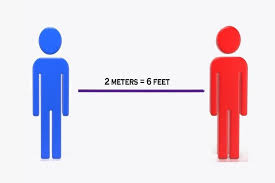 2 METERS = 6 FEET